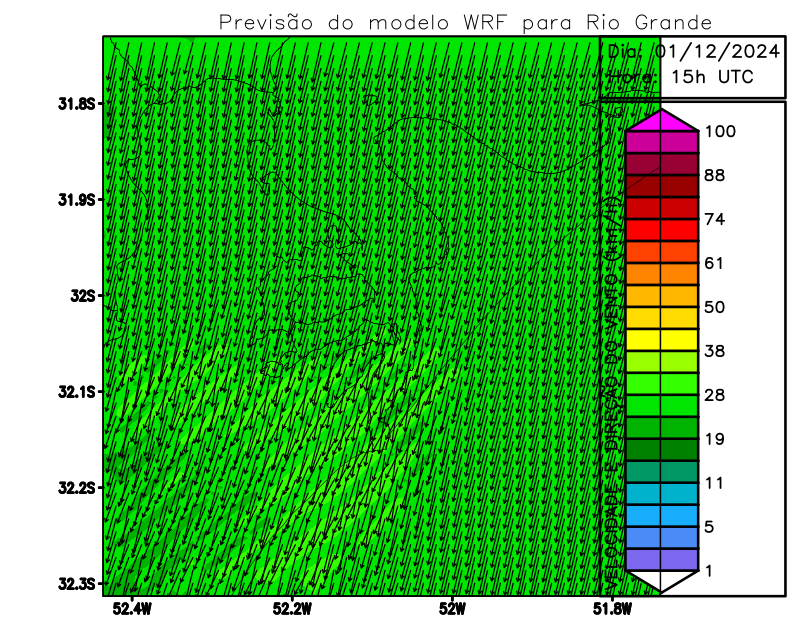 Previsão do modelo WRF para Rio Grande
Dia: 01/12/2024
Hora: 15h UTC
31.8S
31.9S
32S
32.1S
32.2S
32.3S
52.4W
52.2W
52W
51.8W
VELOCIDADE E DIREÇÃO DO VENTO (km/h)
100
88
74
61
50
38
28
19
11
5
1